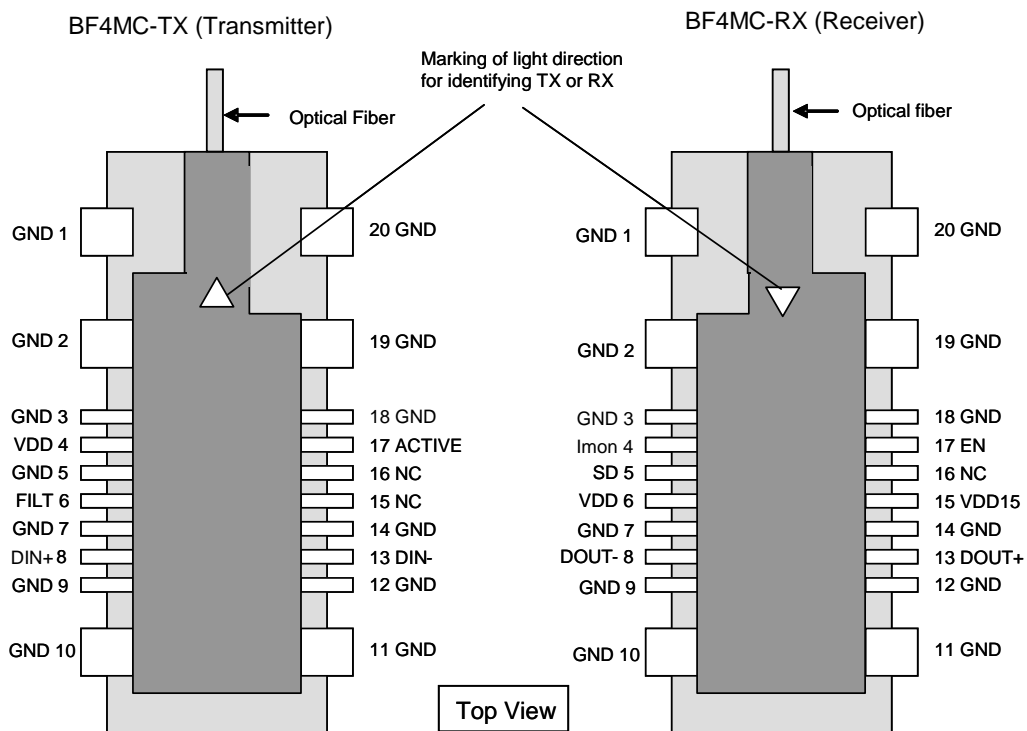 BF4MC-TX (Transmitter)
BF4MC-RX (Receiver)
Marking of light direction
for identifying TX or RX
Optical Fiber
Optical fiber
GND 1
20 GND
GND 2
19 GND
GND 3
18 GND
VDD 4
17 ACTIVE
GND 5
16 NC
FILT 6
15 NC
GND 7
14 GND
DIN+ 8
13 DIN-
GND 9
12 GND
GND 10
11 GND
GND 1
20 GND
GND 2
19 GND
GND 3
18 GND
Imon 4
17 EN
SD 5
16 NC
VDD 6
15 VDD15
GND 7
14 GND
DOUT- 8
13 DOUT+
GND 9
12 GND
GND 10
11 GND
Top View